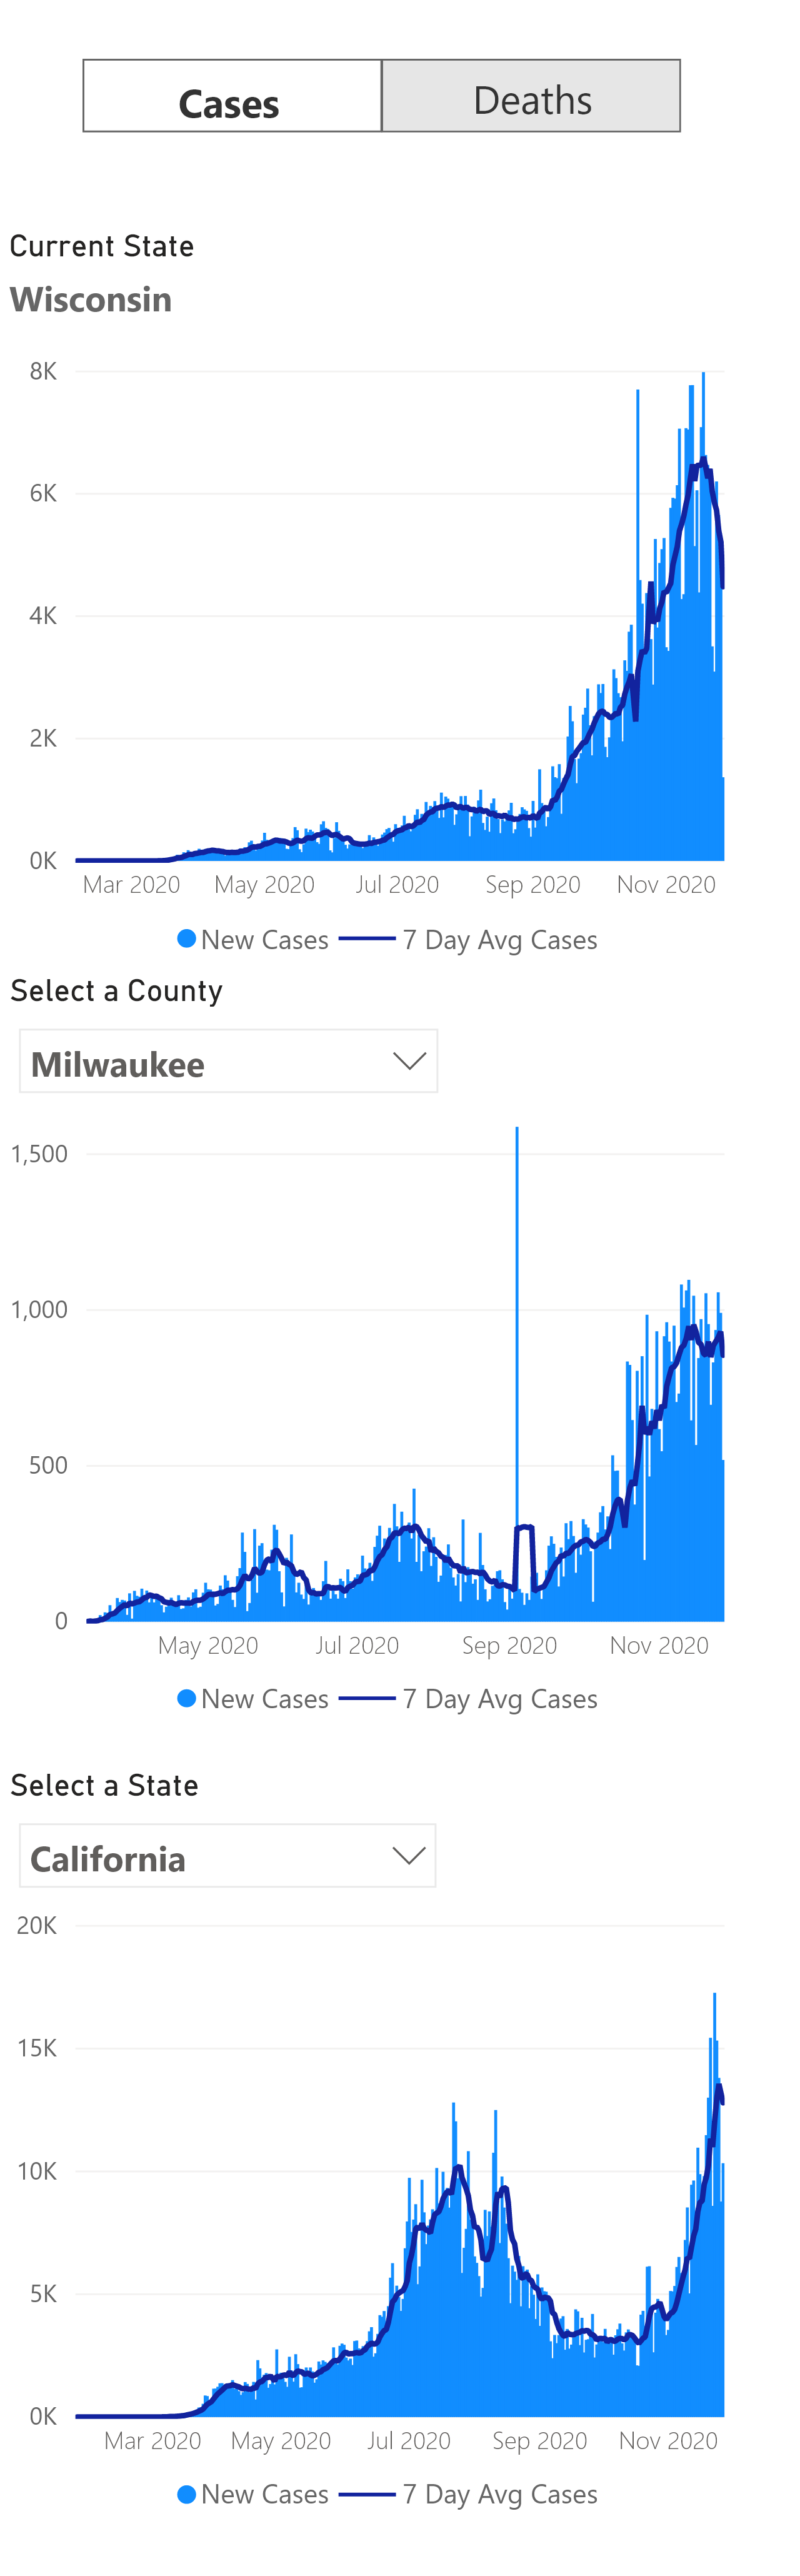 Cases Deaths
Current State
Wisconsin
8K
6K
4K
2K
0K
Mar 2020 May 2020 Jul 2020 Sep 2020 Nov 2020
New Cases 7 Day Avg Cases
Select a County
Milwaukee
1,500
1,000
500
0
May 2020 Jul 2020 Sep 2020 Nov 2020
New Cases 7 Day Avg Cases
Select a State
California
20K
15K
10K
5K
0K
Mar 2020 May 2020 Jul 2020 Sep 2020 Nov 2020
New Cases 7 Day Avg Cases